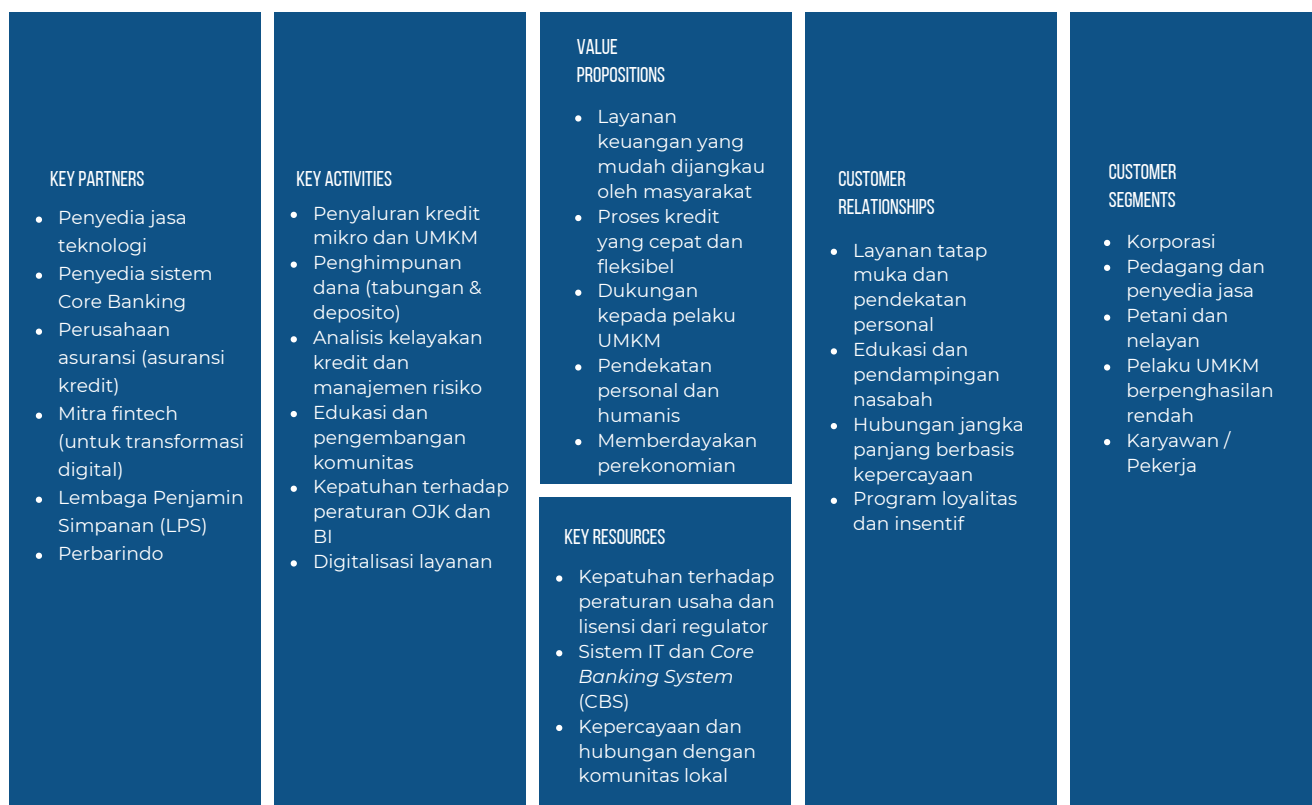 KEY PARTNERS
Penyedia jasa
teknologi
Penyedia sistem
Core Banking
Perusahaan
asuransi (asuransi
kredit)
Mitra fintech
(untuk transformasi
digital)
Lembaga Penjamin
Simpanan (LPS)
Perbarindo
KEY ACTIVITIES
Penyaluran kredit
mikro dan UMKM
Penghimpunan
dana (tabungan &
deposito)
Analisis kelayakan
kredit dan
manajemen risiko
Edukasi dan
pengembangan
komunitas
Kepatuhan terhadap
peraturan OJK dan
BI
Digitalisasi layanan
VALUE
PROPOSITIONS
Layanan
keuangan yang
mudah dijangkau
oleh masyarakat
Proses kredit
yang cepat dan
fleksibel
Dukungan
kepada pelaku
UMKM
Pendekatan
personal dan
humanis
Memberdayakan
perekonomian
KEY RESOURCES
Kepatuhan terhadap
peraturan usaha dan
lisensi dari regulator
Sistem IT dan Core
Banking System
(CBS)
Kepercayaan dan
hubungan dengan
komunitas lokal
CUSTOMER
RELATIONSHIPS
Layanan tatap
muka dan
pendekatan
personal
Edukasi dan
pendampingan
nasabah
Hubungan jangka
panjang berbasis
kepercayaan
Program loyalitas
dan insentif
CUSTOMER
SEGMENTS
Korporasi
Pedagang dan
penyedia jasa
Petani dan
nelayan
Pelaku UMKM
berpenghasilan
rendah
Karyawan /
Pekerja